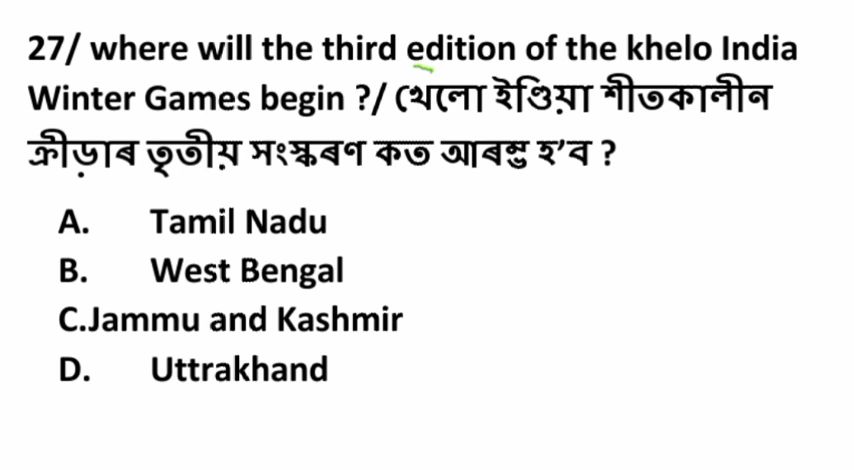 27/ where will the third edition of the khelo India
Winter Games begin ?/ খেলো ইণ্ডিয়া শীতকালীন
ক্ৰীড়াৰ তৃতীয় সংস্কৰণ কত আৰম্ভ হ’ব ?
A. Tamil Nadu
B. West Bengal
C.Jammu and Kashmir
D. Uttrakhand